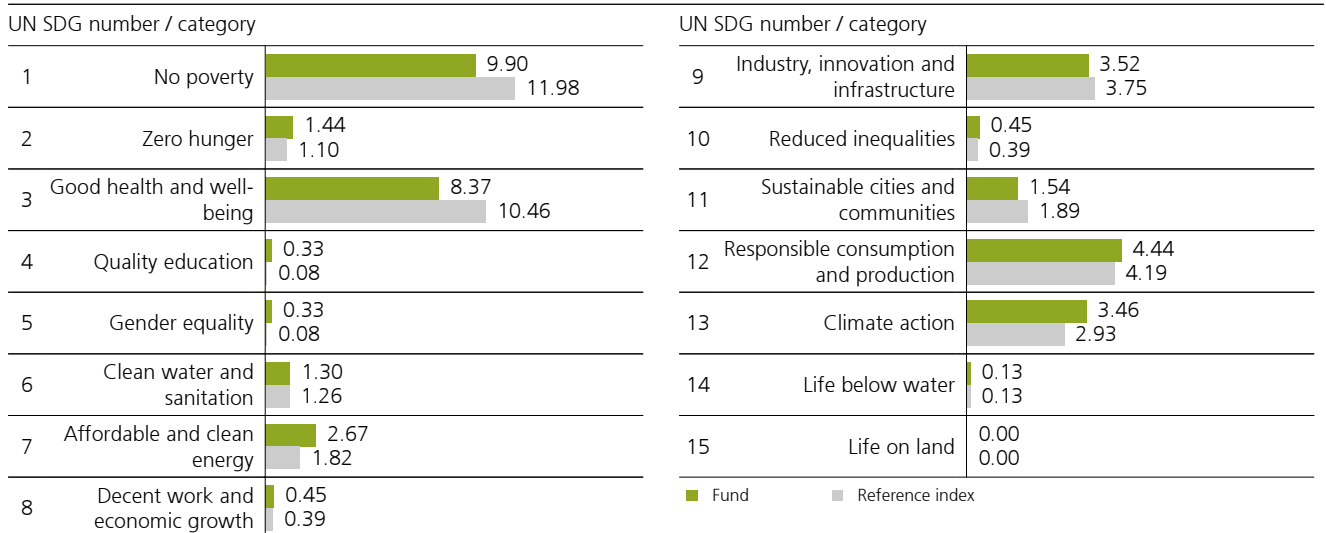 UN SDG number / category
1 No poverty 9.90
11.98
2 Zero hunger 1.44
1.10
3 Good health and well-
being 8.37
10.46
4 Quality education 0.33
0.08
5 Gender equality 0.33
0.08
6 Clean water and
sanitation 1.30
1.26
7 Affordable and clean
energy 2.67
1.82
8 Decent work and
economic growth 0.45
0.39
UN SDG number / category
9 Industry, innovation and
infrastructure 3.52
3.75
10 Reduced inequalities 0.45
0.39
11 Sustainable cities and
communities 1.54
1.89
12 Responsible consumption
and production 4.44
4.19
13 Climate action 3.46
2.93
14 Life below water 0.13
0.13
15 Life on land 0.00
0.00
Fund Reference index